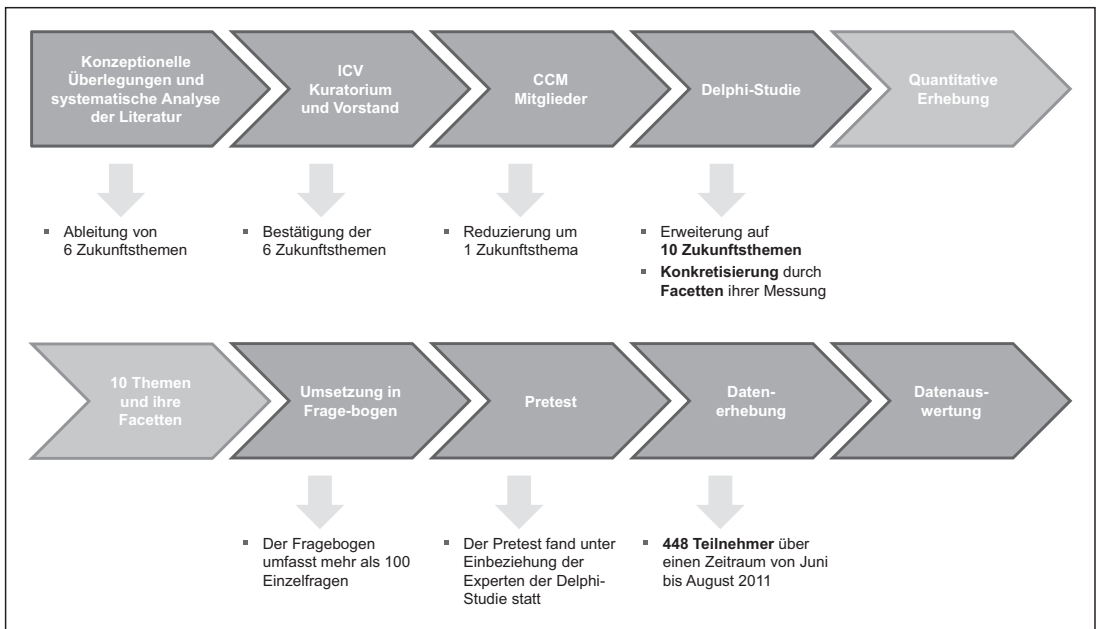 Konzeptionelle
Überlegungen und
systematische Analyse
der Literatur
ICV
Kuratorium
und Vorstand
CCM
Mitglieder
Delphi-Studie
Quantitative
Erhebung
▪ Ableitung von
6 Zukunftsthemen
▪ Bestätigung der
6 Zukunftsthemen
▪ Reduzierung um
1 Zukunftsthema
▪ Erweiterung auf
10 Zukunftsthemen
▪ Konkretisierung durch
Facetten ihrer Messung
10 Themen
und ihre
Facetten
Umsetzung in
Frage-bogen
Pretest
Daten-
erhebung
Datenaus-
wertung
▪ Der Fragebogen
umfasst mehr als 100
Einzelfragen
▪ Der Pretest fand unter
Einbeziehung der
Experten der Delphi-
Studie statt
▪ 448 Teilnehmer über
einen Zeitraum von Juni
bis August 2011